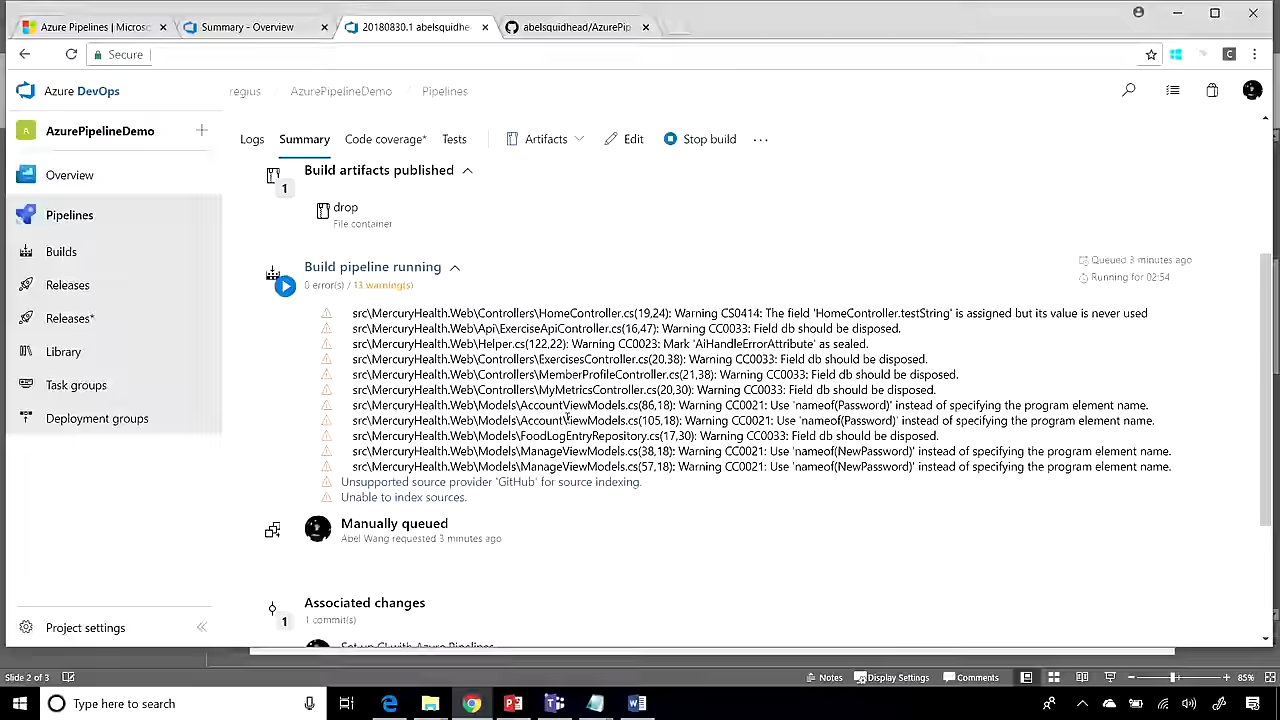 Azure Pipelines | Micros
Summary - Overview
20180830.1 abelsquidhe
abelsquidhead/AzurePip
Secure
C
Azure DevOps
regius / AzurePipelineDemo / Pipelines
A AzurePipelineDemo
Logs Summary Code coverage* Tests Artifacts Edit Stop build
Overview
Pipelines
Builds
Releases
Releases*
Library
Task groups
Deployment groups
Project settings
Build artifacts published
1
drop
File container
Build pipeline running
0 error(s) / 13 warning(s)
Queued 3 minutes ago
Running for 02:54
src\MercuryHealth.Web\Controllers\HomeController.cs(19,24): Warning CS0414: The field 'HomeController.testString' is assigned but its value is never used
src\MercuryHealth.Web\Api\ExerciseApiController.cs(16,47): Warning CC0033: Field db should be disposed.
src\MercuryHealth.Web\Helper.cs(122,22): Warning CC0023: Mark 'AiHandleErrorAttribute' as sealed.
src\MercuryHealth.Web\Controllers\ExercisesController.cs(20,38): Warning CC0033: Field db should be disposed.
src\MercuryHealth.Web\Controllers\MemberProfileController.cs(21,38): Warning CC0033: Field db should be disposed.
src\MercuryHealth.Web\Controllers\MyMetricsController.cs(20,30): Warning CC0033: Field db should be disposed.
src\MercuryHealth.Web\Models\AccountViewModels.cs(86,18): Warning CC0021: Use 'nameof(Password)' instead of specifying the program element name.
src\MercuryHealth.Web\Models\AccountViewModels.cs(105,18): Warning CC0021: Use 'nameof(Password)' instead of specifying the program element name.
src\MercuryHealth.Web\Models\FoodLogEntryRepository.cs(17,30): Warning CC0033: Field db should be disposed.
src\MercuryHealth.Web\Models\ManageViewModels.cs(38,18): Warning CC0021: Use 'nameof(NewPassword)' instead of specifying the program element name.
src\MercuryHealth.Web\Models\ManageViewModels.cs(57,18): Warning CC0021: Use 'nameof(NewPassword)' instead of specifying the program element name.
Unsupported source provider 'GitHub' for source indexing.
Unable to index sources.
Manually queued
Abel Wang requested 3 minutes ago
Associated changes
1
1 commit(s)
Set up CI with Azure Pipelines
Slide 2 of 3
Notes Display Settings Comments 85%
Type here to search